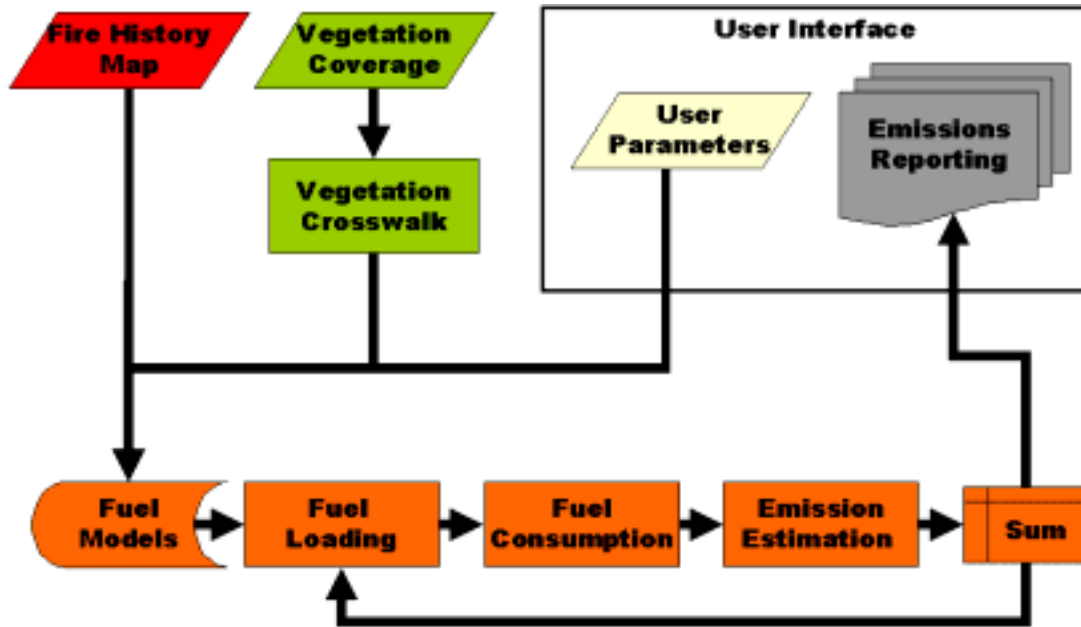 Fire History
Map
Vegetation
Coverage
User Interface
User
Parameters
Emissions
Reporting
Vegetation
Crosswalk
Fuel
Models
Fuel
Loading
Fuel
Consumption
Emission
Estimation
Sum